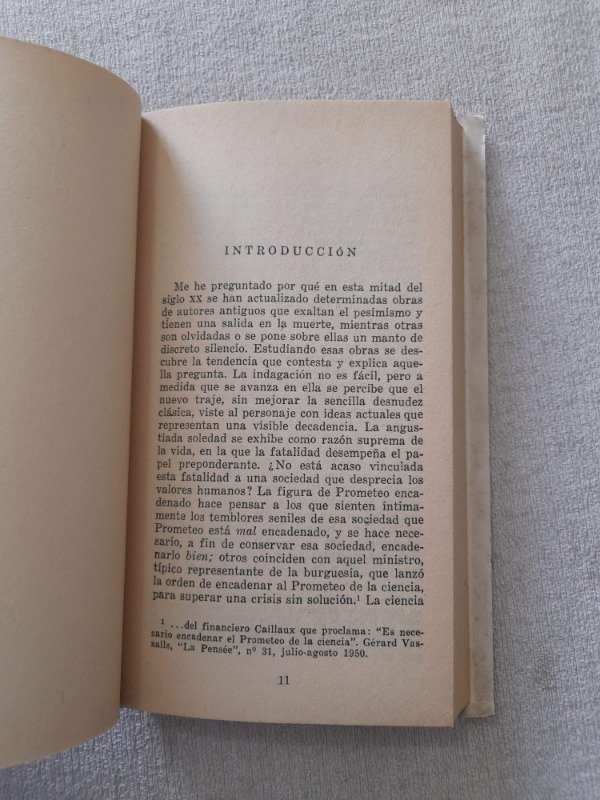 INTRODUCCIóN
Me he preguntado por qué en esta mitad del
siglo XX se han actualizado determinadas obras
de autores antiguos que exaltan el pesimismo y
tienen una salida en la muerte, mientras otras
son olvidadas o se pone sobre ellas un manto de
discreto silencio. Estudiando esas obras se des-
cubre la tendencia que contesta y explica aque-
lla pregunta. La indagación no es fácil, pero a
medida que se avanza en ella se percibe que el
nuevo traje, sin mejorar la sencilla desnudez
clásica, viste al personaje con ideas actuales que
representan una visible decadencia. La angus-
tiada soledad se exhibe como razón suprema de
la vida, en la que la fatalidad desempeña el pa-
pel preponderante. ¿No está acaso vinculada
esta fatalidad a una sociedad que desprecia los
valores humanos? La figura de Prometeo enca-
denado hace pensar a los que sienten íntima-
mente los temblores seniles de esa sociedad que
Prometeo está mal encadenado, y se hace nece-
sario, a fin de conservar esa sociedad, encade-
narlo bien; otros coinciden con aquel ministro,
típico representante de la burguesía, que lanzó
la orden de encadenar al Prometeo de la ciencia,
para superar una crisis sin solución.¹ La ciencia
¹ ...del financiero Caillaux que proclama: "Es nece-
sario encadenar el Prometeo de la ciencia". Gérard Vas-
sails, "La Pensée", nº 31, julio-agosto 1950.
11